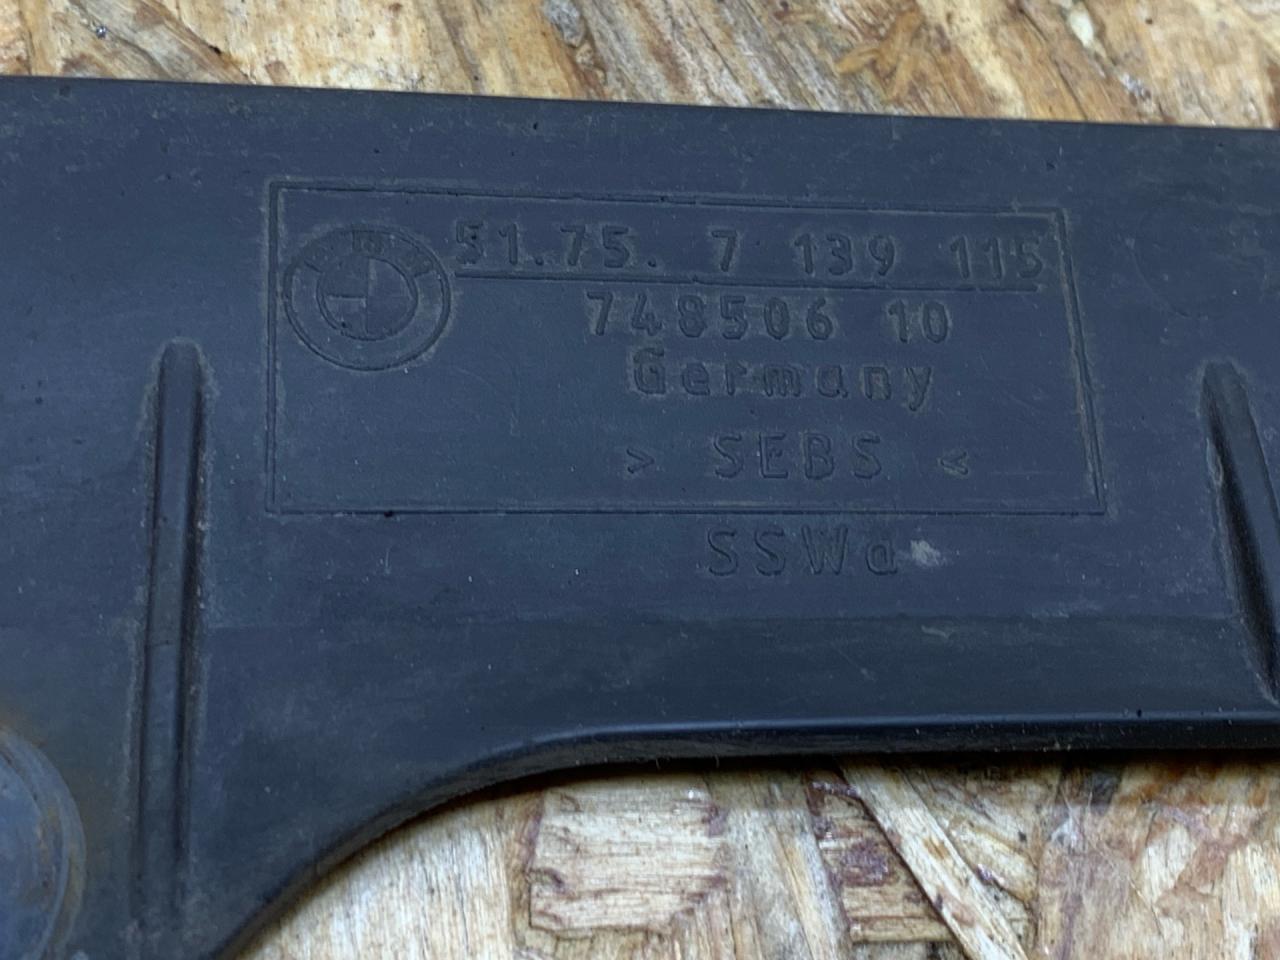 51.75. 7 139 115
748506 10
Germany
> SEBS <
SSWa